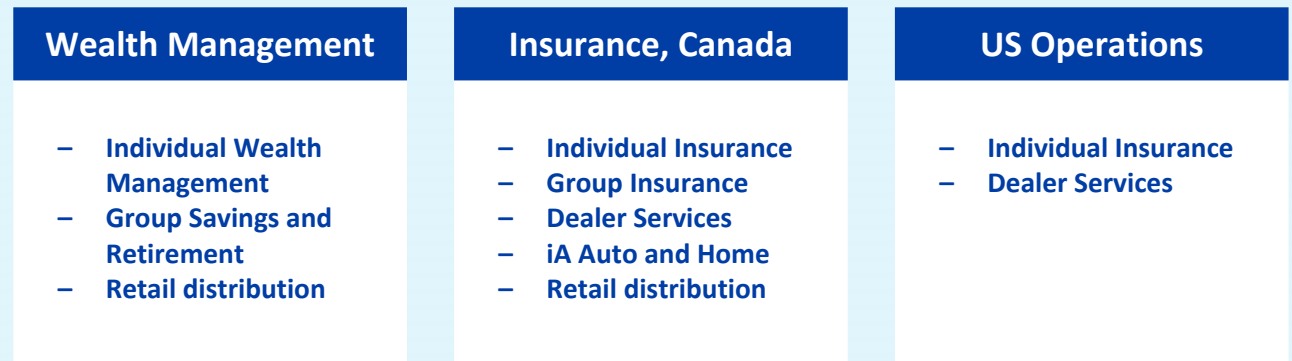 Wealth Management
– Individual Wealth
Management
– Group Savings and
Retirement
– Retail distribution
Insurance, Canada
– Individual Insurance
– Group Insurance
– Dealer Services
– iA Auto and Home
– Retail distribution
US Operations
– Individual Insurance
– Dealer Services